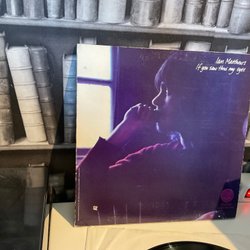 Ian Matthews
If you saw thro' my eyes